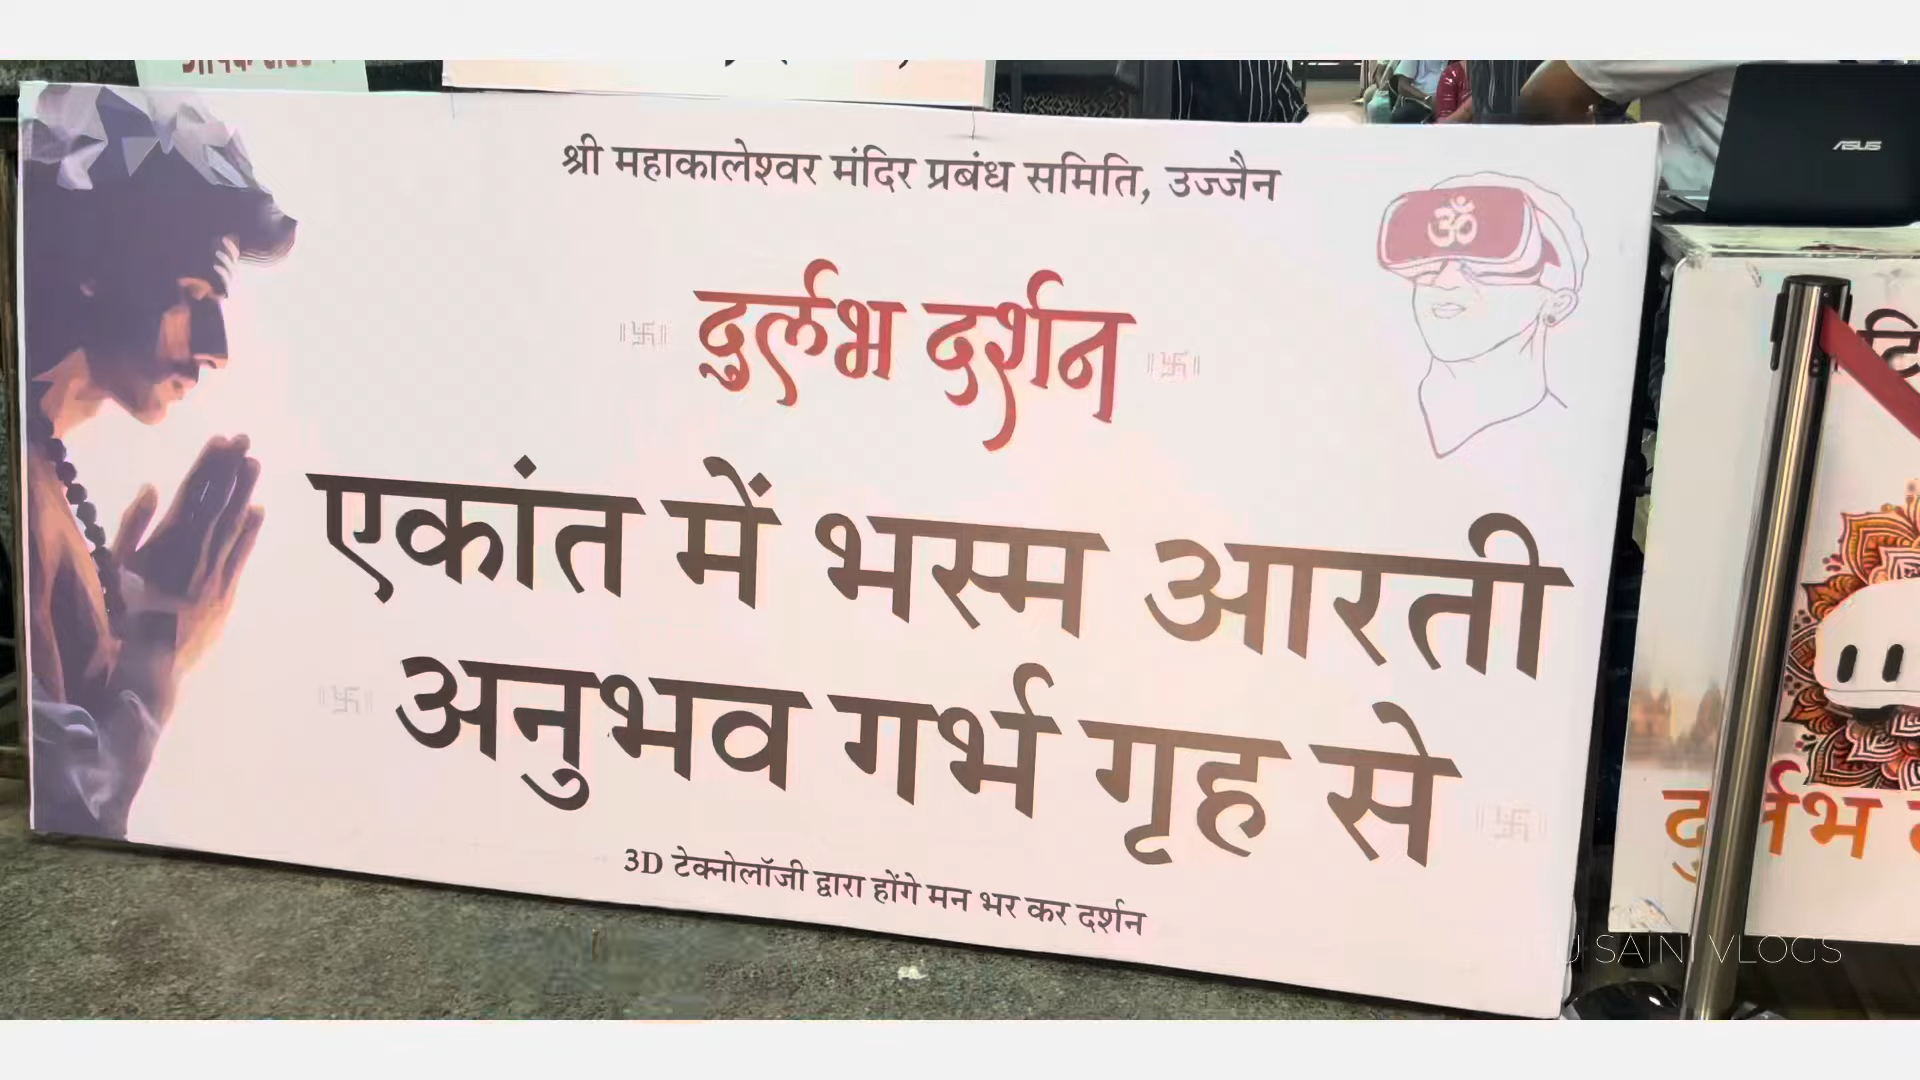 श्री महाकालेश्वर मंदिर प्रबंध समिति, उज्जैन
ॐ
दुर्लभ दर्शन
एकांत में भस्म आरती
अनुभव गर्भ गृह से
3D टेक्नोलॉजी द्वारा होंगे मन भर कर दर्शन
ASUS
SAINI VLOGS